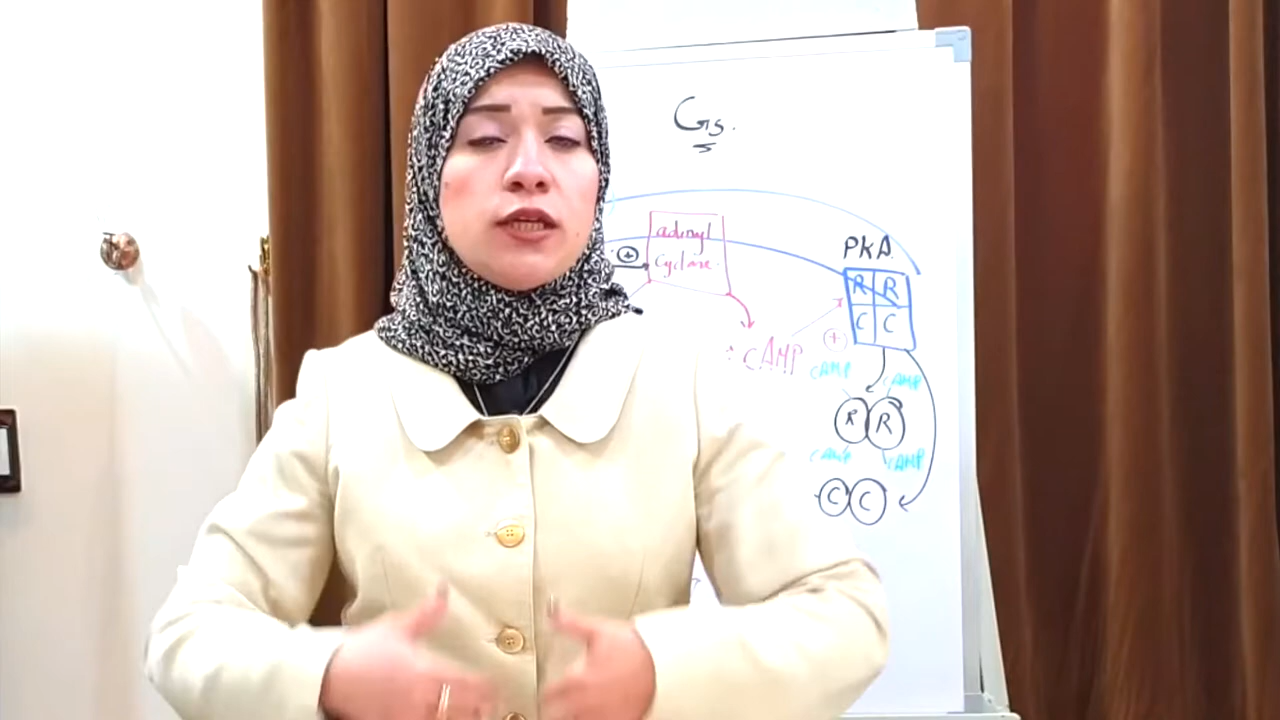 Gs.
adenyl
cyclase
+
PKA
R R
C C
cAMP
+
cAMP cAMP
R R
cAMP cAMP
C C